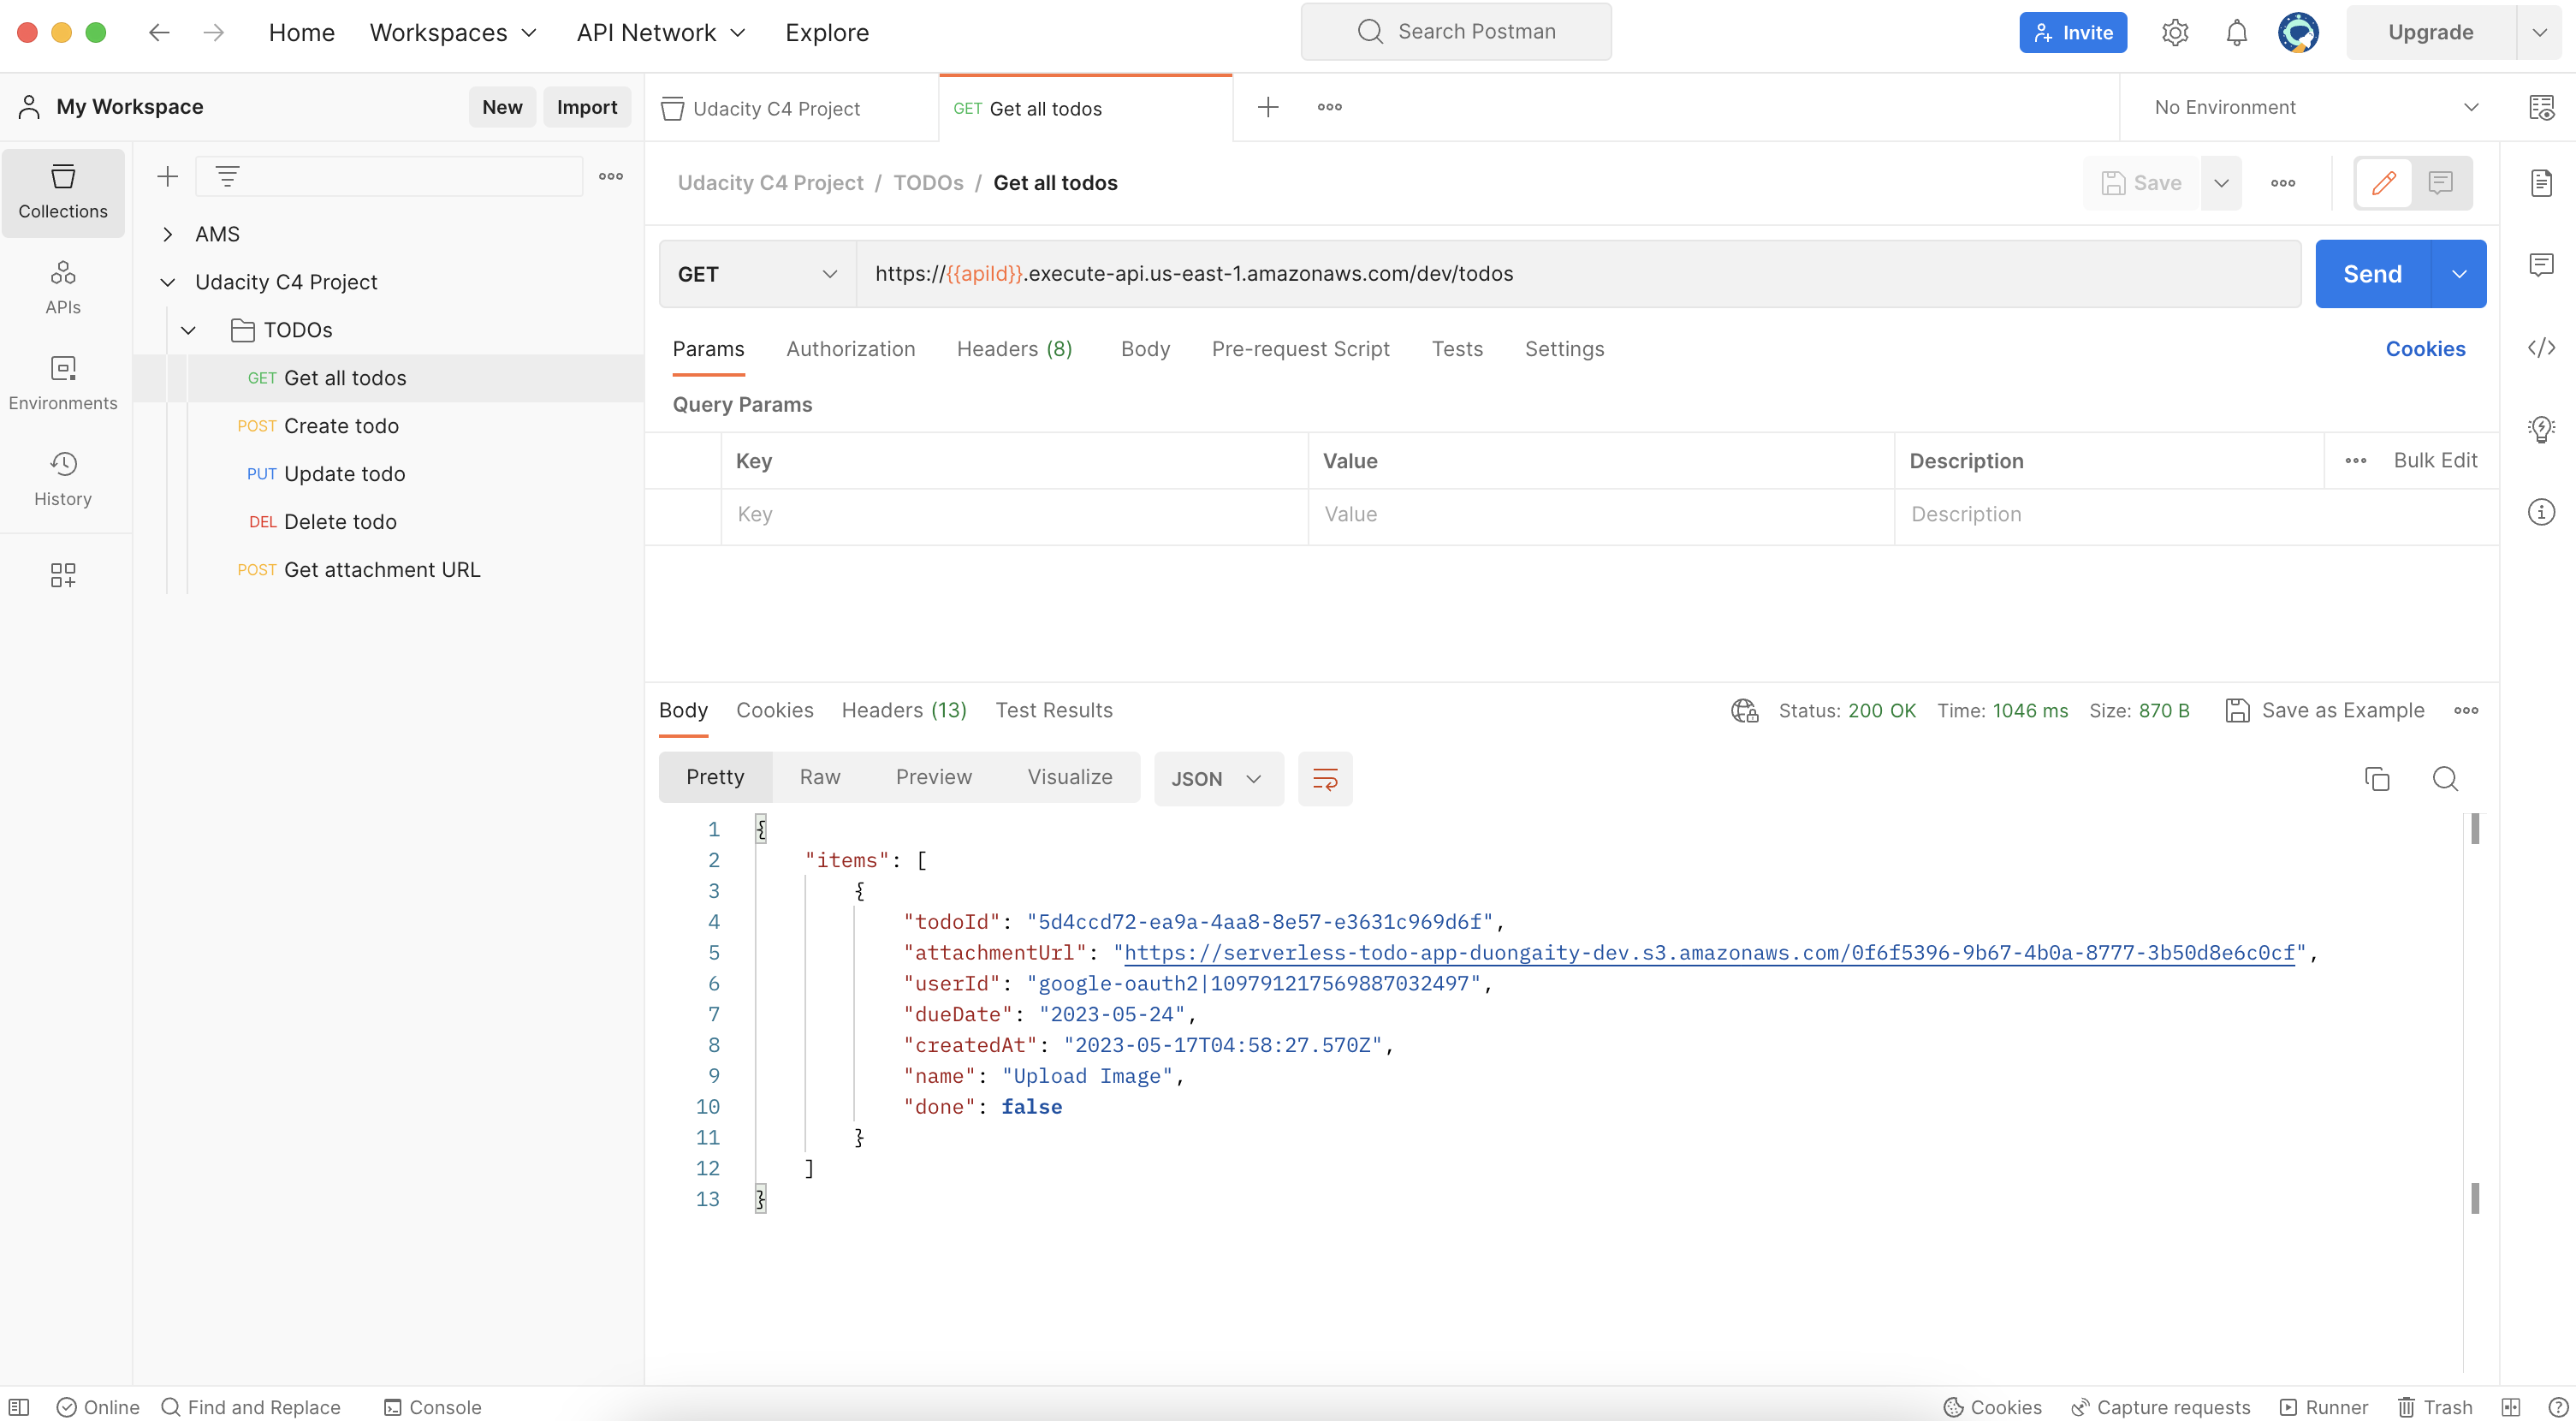 Home Workspaces API Network Explore Search Postman Invite Upgrade
My Workspace New Import Udacity C4 Project GET Get all todos No Environment
Collections
APIs
Environments
History
AMS
Udacity C4 Project
TODOs
GET Get all todos
POST Create todo
PUT Update todo
DEL Delete todo
POST Get attachment URL
Udacity C4 Project / TODOs / Get all todos Save
GET https://{{apiId}}.execute-api.us-east-1.amazonaws.com/dev/todos Send
Params Authorization Headers (8) Body Pre-request Script Tests Settings Cookies
Query Params
Key Value Description Bulk Edit
Key Value Description
Body Cookies Headers (13) Test Results Status: 200 OK Time: 1046 ms Size: 870 B Save as Example
Pretty Raw Preview Visualize JSON
1 {
2 "items": [
3 {
4 "todoId": "5d4ccd72-ea9a-4aa8-8e57-e3631c969d6f",
5 "attachmentUrl": "https://serverless-todo-app-duongaity-dev.s3.amazonaws.com/0f6f5396-9b67-4b0a-8777-3b50d8e6c0cf",
6 "userId": "google-oauth2|109791217569887032497",
7 "dueDate": "2023-05-24",
8 "createdAt": "2023-05-17T04:58:27.570Z",
9 "name": "Upload Image",
10 "done": false
11 }
12 ]
13 }
Online Find and Replace Console Cookies Capture requests Runner Trash